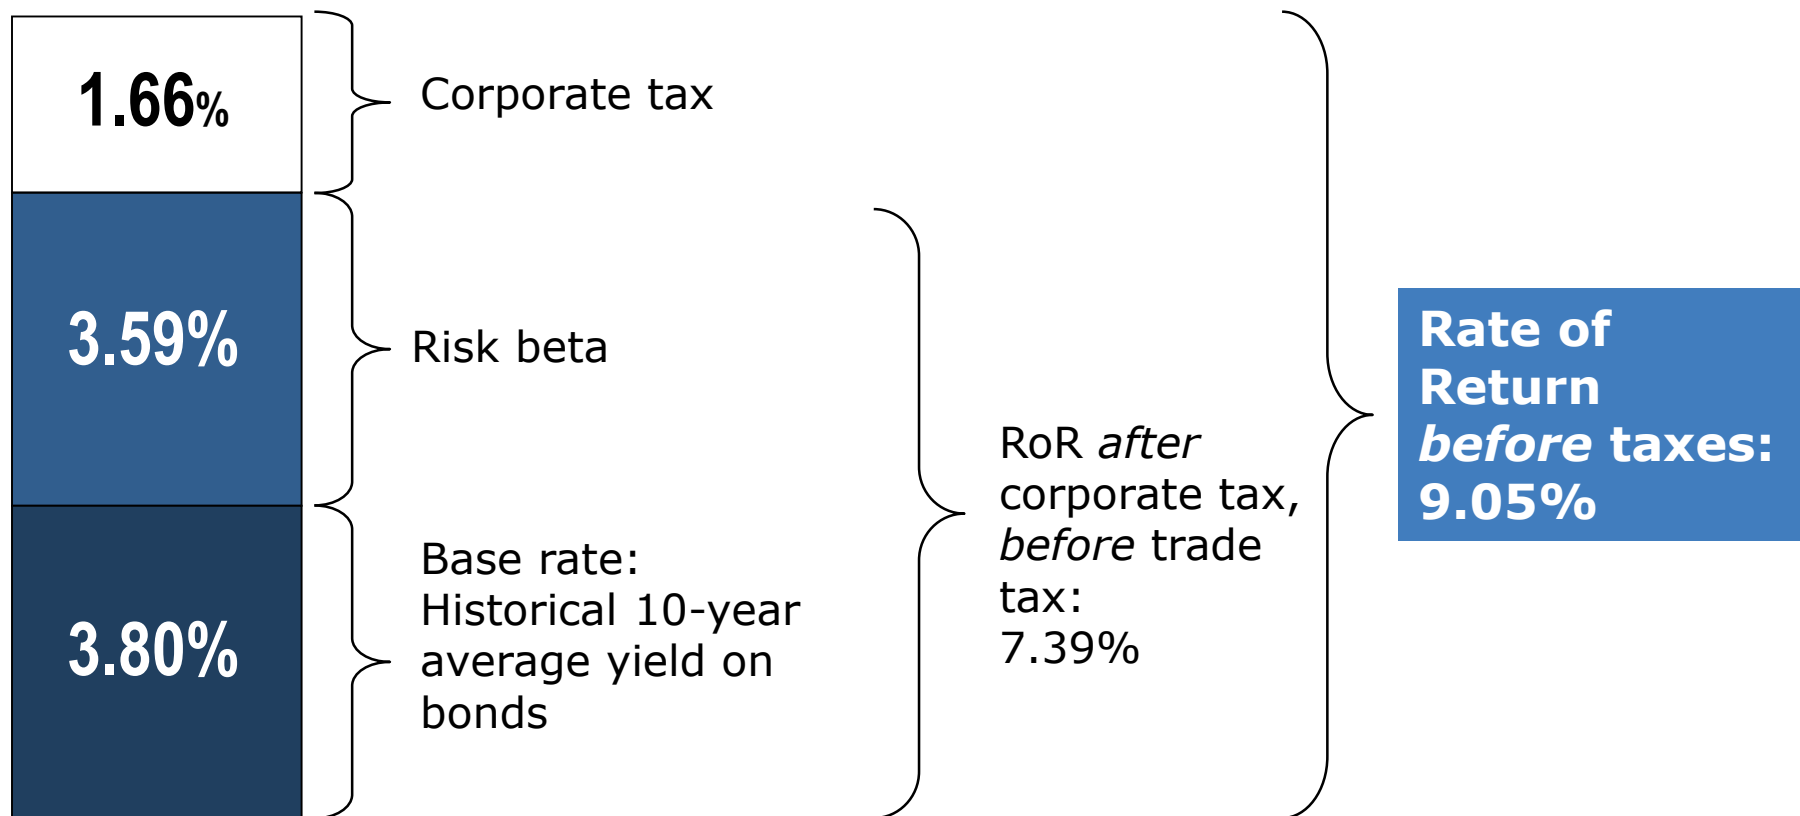 1.66%
Corporate tax
3.59%
Risk beta
3.80%
Base rate:
Historical 10-year
average yield on
bonds
RoR after
corporate tax,
before trade
tax:
7.39%
Rate of
Return
before taxes:
9.05%